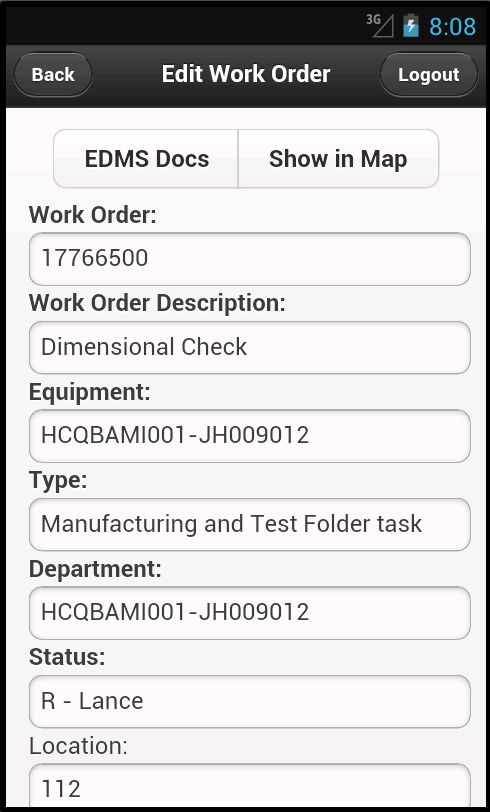 3G 8:08
Back Edit Work Order Logout
EDMS Docs Show in Map
Work Order:
17766500
Work Order Description:
Dimensional Check
Equipment:
HCQBAMI001-JH009012
Type:
Manufacturing and Test Folder task
Department:
HCQBAMI001-JH009012
Status:
R - Lance
Location:
112